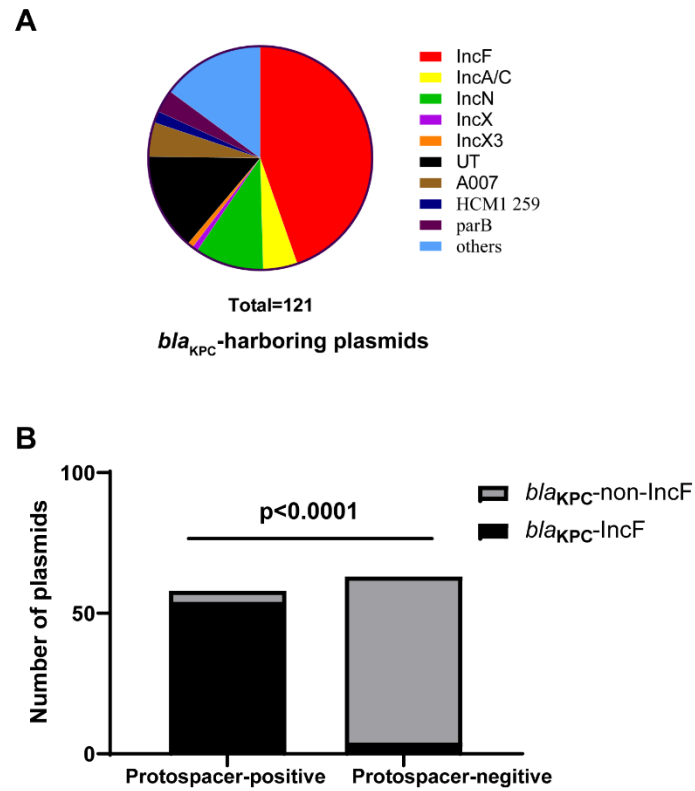 A
IncF
IncA/C
IncN
IncX
IncX3
UT
A007
HCM1 259
parB
others
Total=121
blaKPC-harboring plasmids
B
100
50
0
Number of plasmids
p<0.0001
blaKPC-non-IncF
blaKPC-IncF
Protospacer-positive
Protospacer-negitive